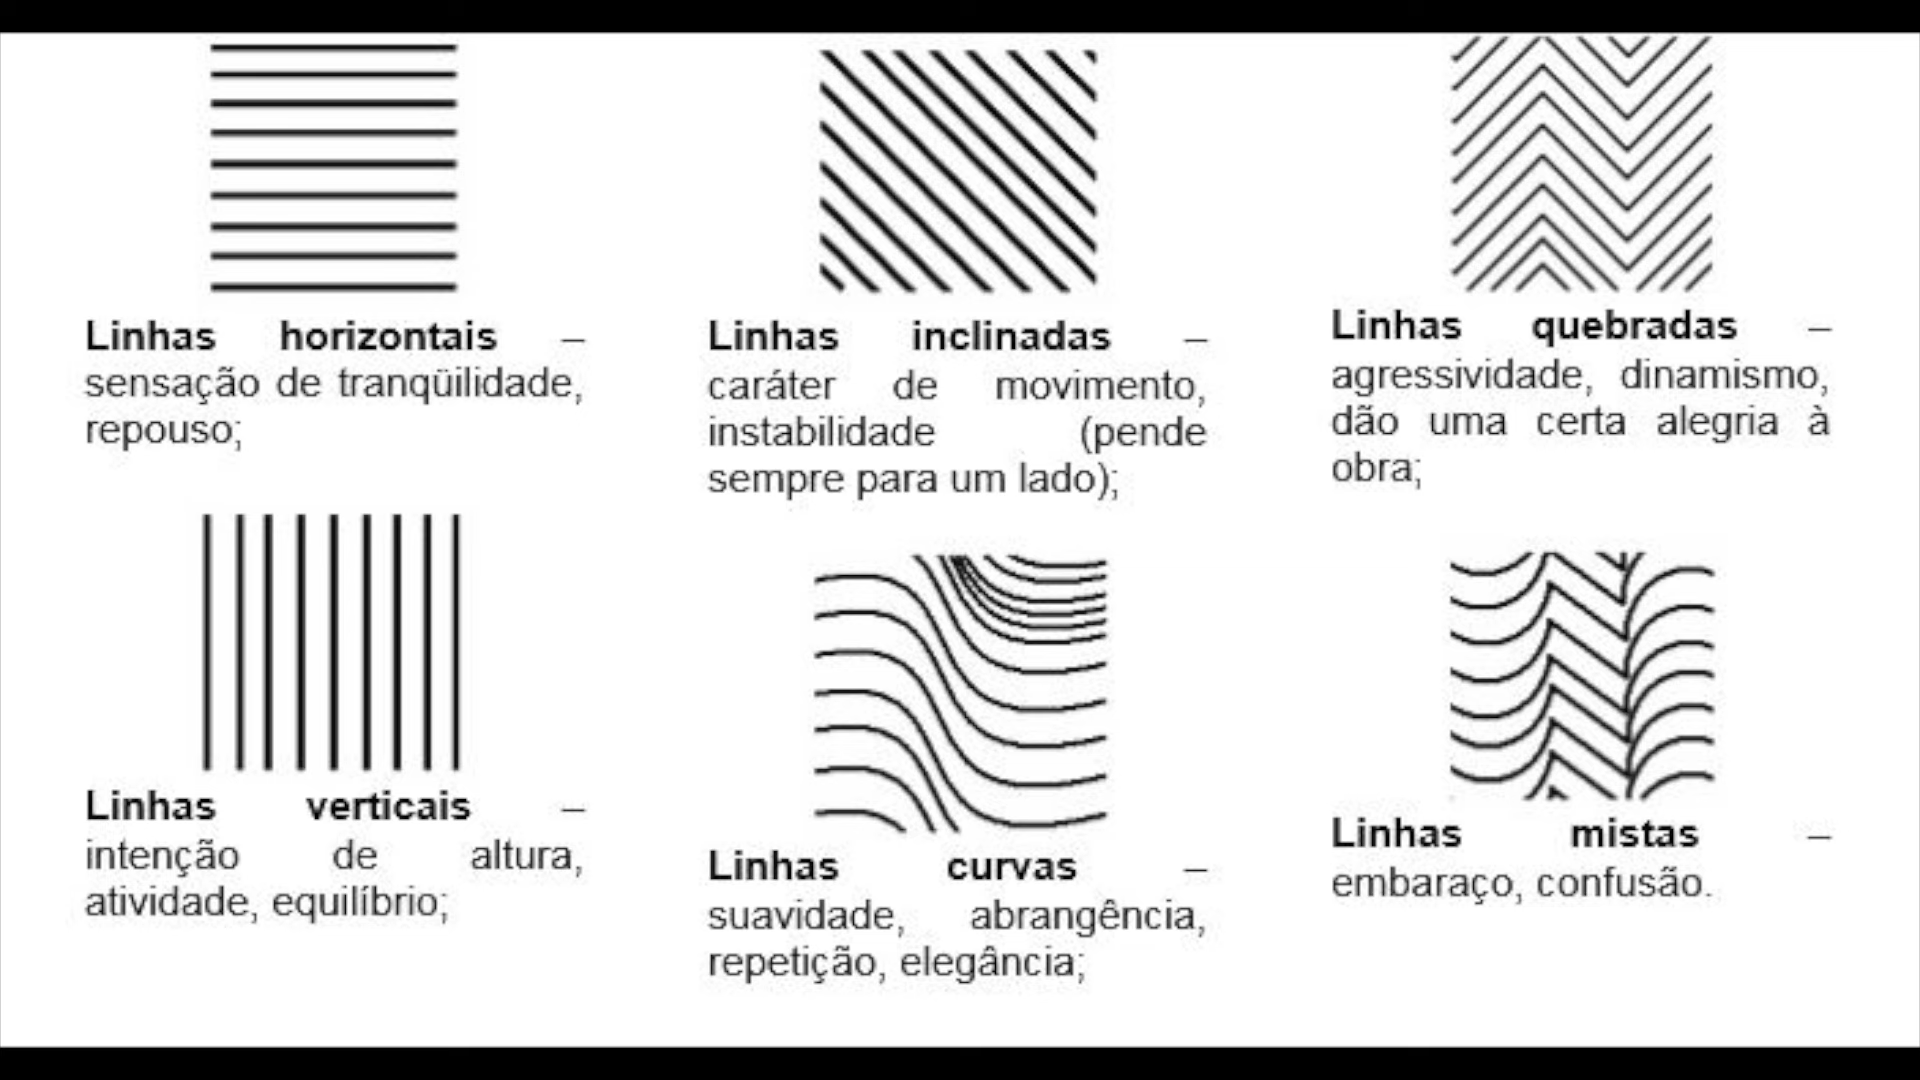 Linhas horizontais –
sensação de tranqüilidade,
repouso;
Linhas inclinadas –
caráter de movimento,
instabilidade (pende
sempre para um lado);
Linhas quebradas –
agressividade, dinamismo,
dão uma certa alegria à
obra;
Linhas verticais –
intenção de altura,
atividade, equilíbrio;
Linhas curvas –
suavidade, abrangência,
repetição, elegância;
Linhas mistas –
embaraço, confusão.